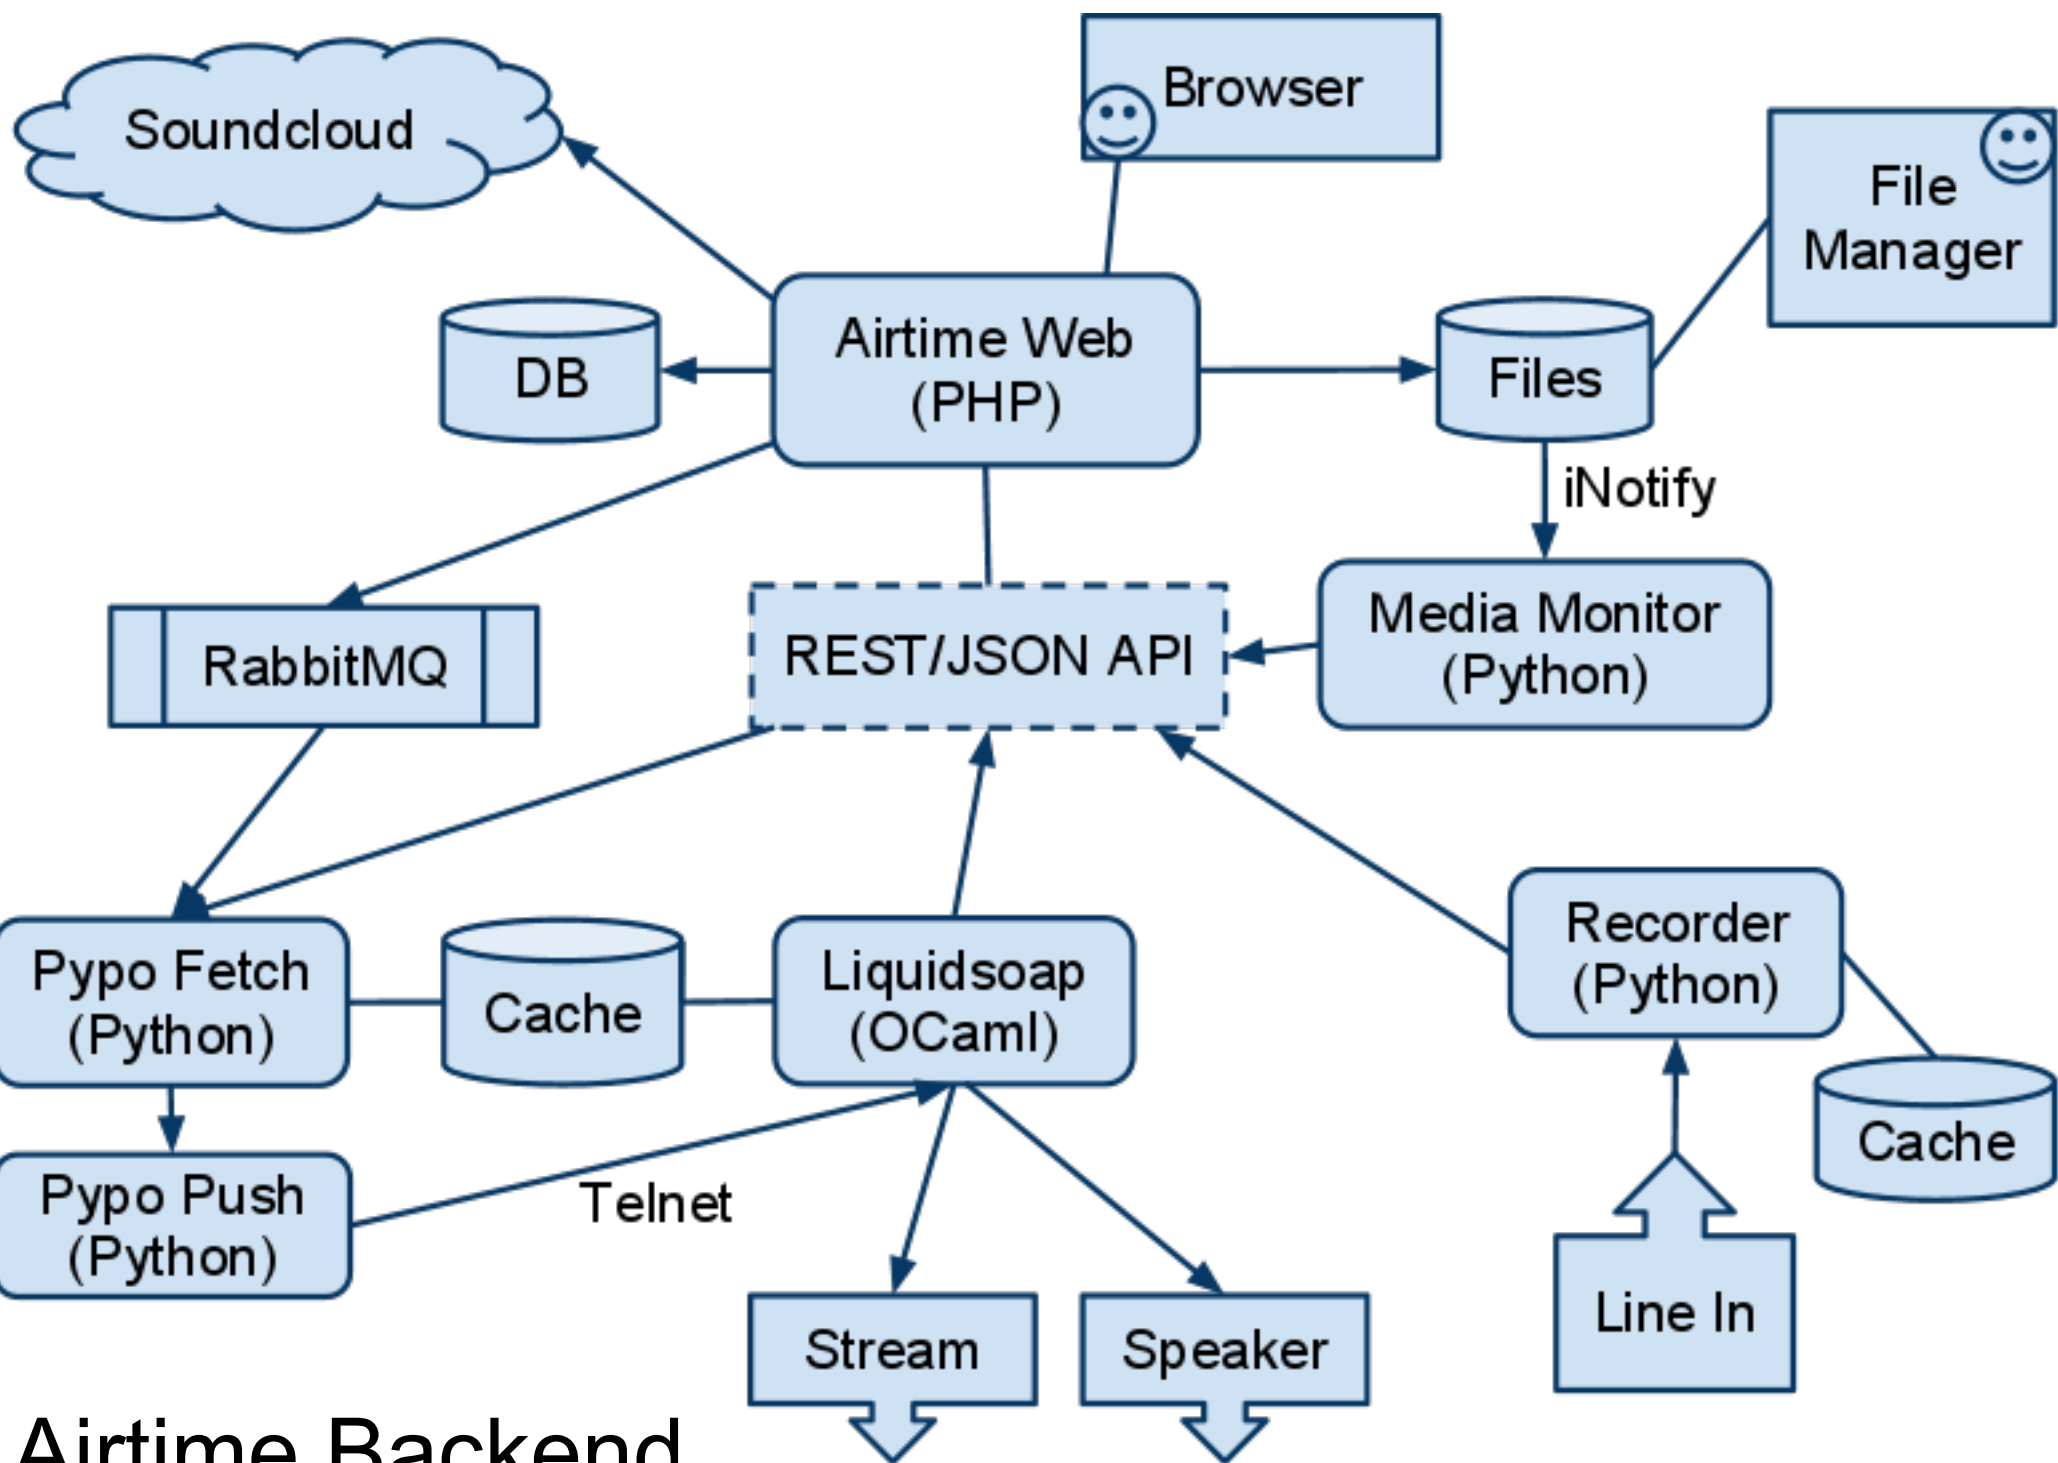 Soundcloud
Browser
File
Manager
DB
Airtime Web
(PHP)
Files
iNotify
RabbitMQ
REST/JSON API
Media Monitor
(Python)
Pypo Fetch
(Python)
Cache
Liquidsoap
(OCaml)
Recorder
(Python)
Cache
Pypo Push
(Python)
Telnet
Line In
Stream
Speaker
Airtime Backend